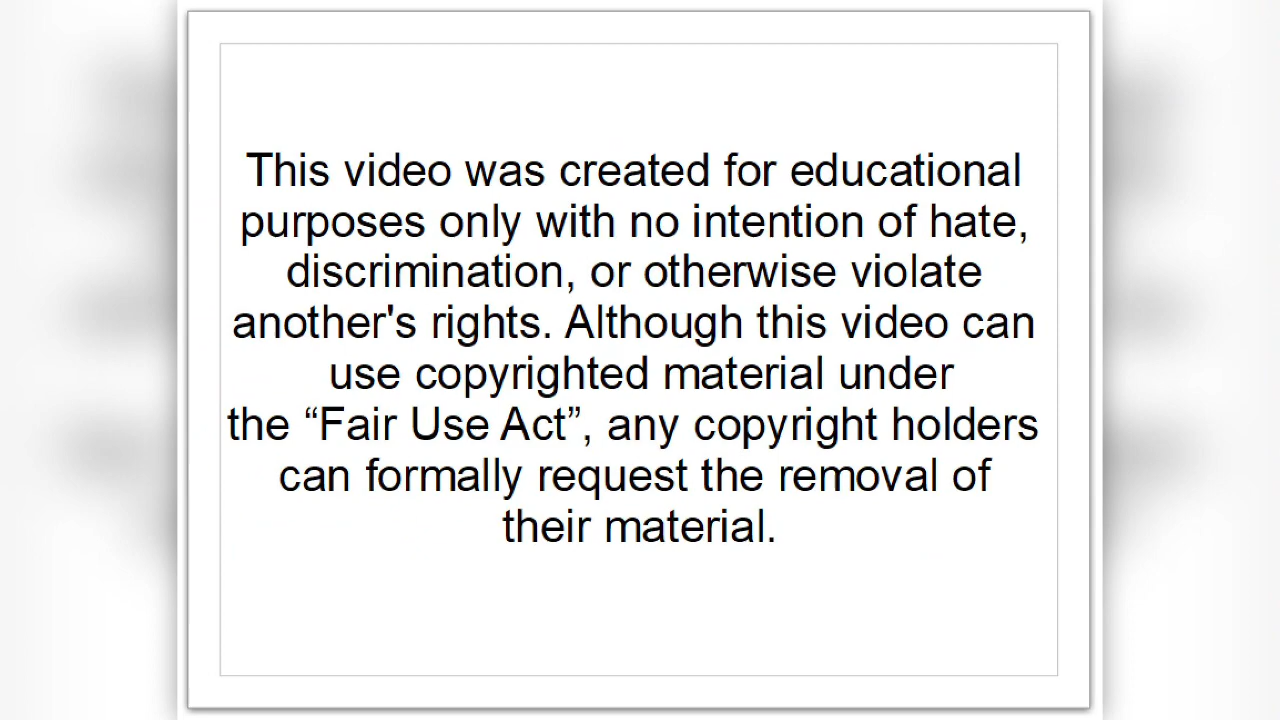 This video was created for educational
purposes only with no intention of hate,
discrimination, or otherwise violate
another's rights. Although this video can
use copyrighted material under
the “Fair Use Act”, any copyright holders
can formally request the removal of
their material.